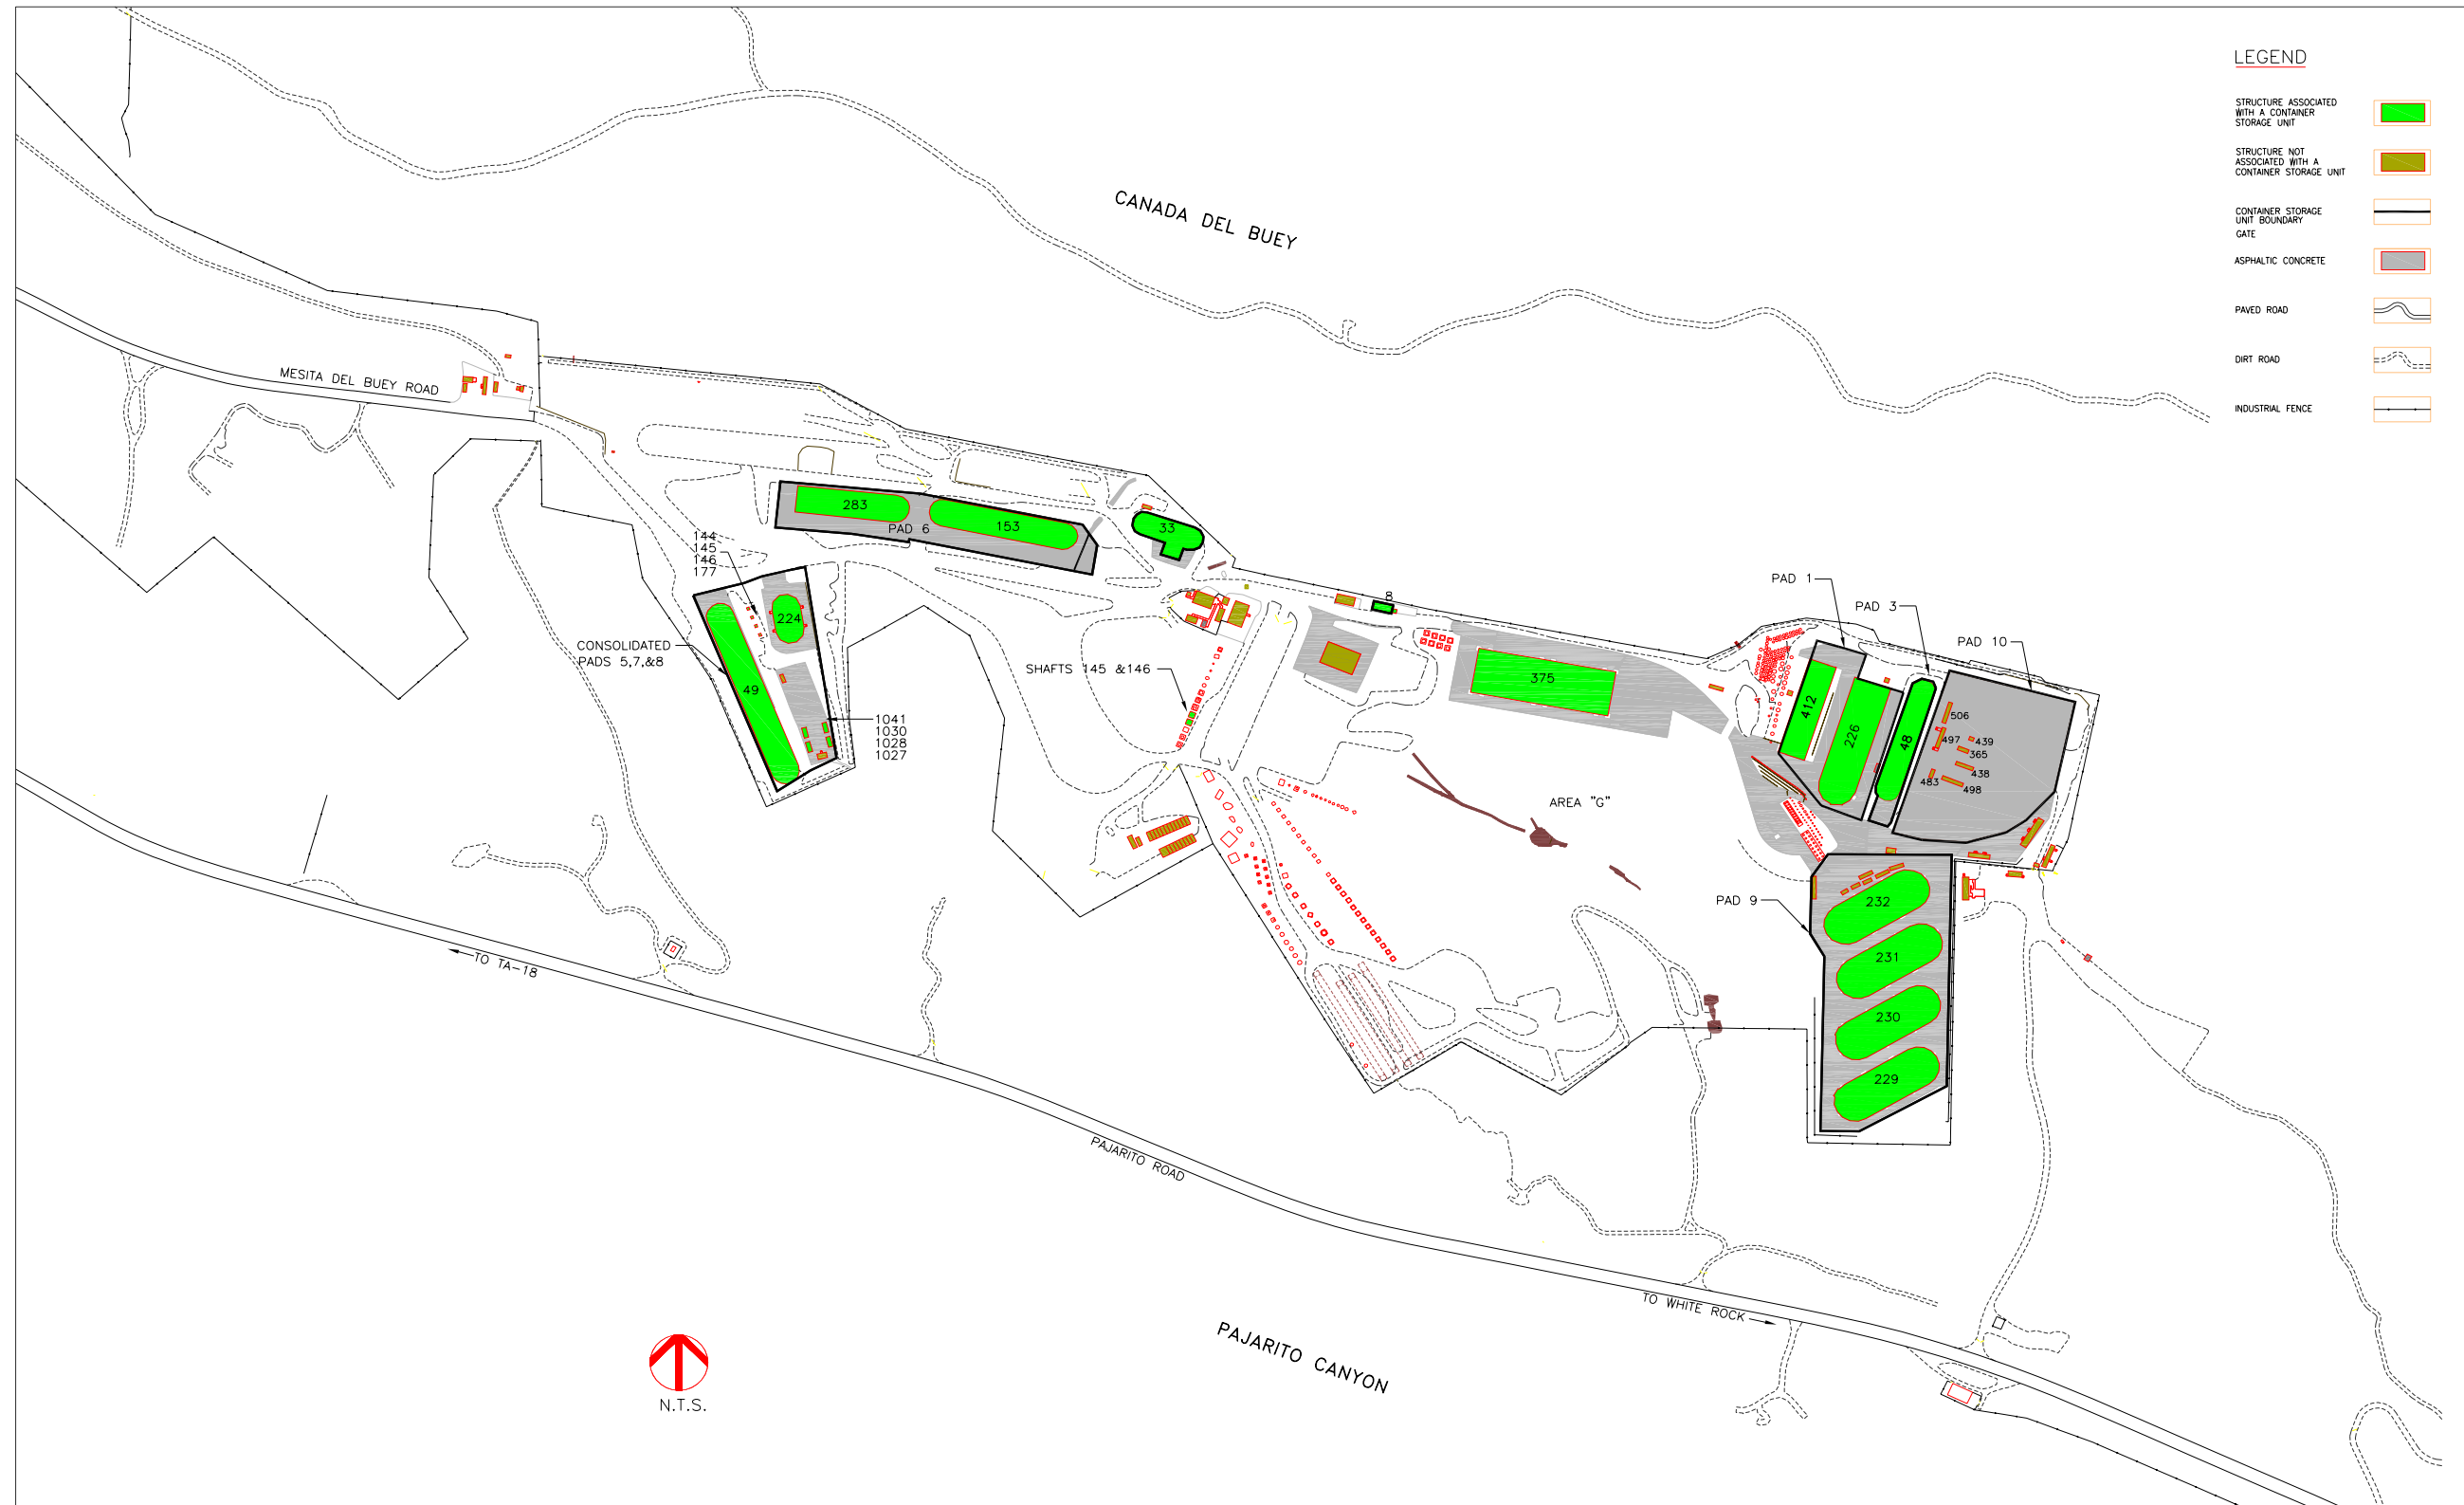 LEGEND
STRUCTURE ASSOCIATED
WITH A CONTAINER
STORAGE UNIT
STRUCTURE NOT
ASSOCIATED WITH A
CONTAINER STORAGE UNIT
CONTAINER STORAGE
UNIT BOUNDARY
GATE
ASPHALTIC CONCRETE
PAVED ROAD
DIRT ROAD
INDUSTRIAL FENCE
CANADA DEL BUEY
MESITA DEL BUEY ROAD
283
153
PAD 6
33
144
145
146
177
224
CONSOLIDATED
PADS 5,7,&8
49
1041
1030
1028
1027
SHAFTS 145 &146
8
375
PAD 1
PAD 3
PAD 10
412
226
48
506
497
439
365
438
483
498
AREA "G"
PAD 9
232
231
230
229
TO TA-18
PAJARITO ROAD
TO WHITE ROCK
PAJARITO CANYON
N.T.S.